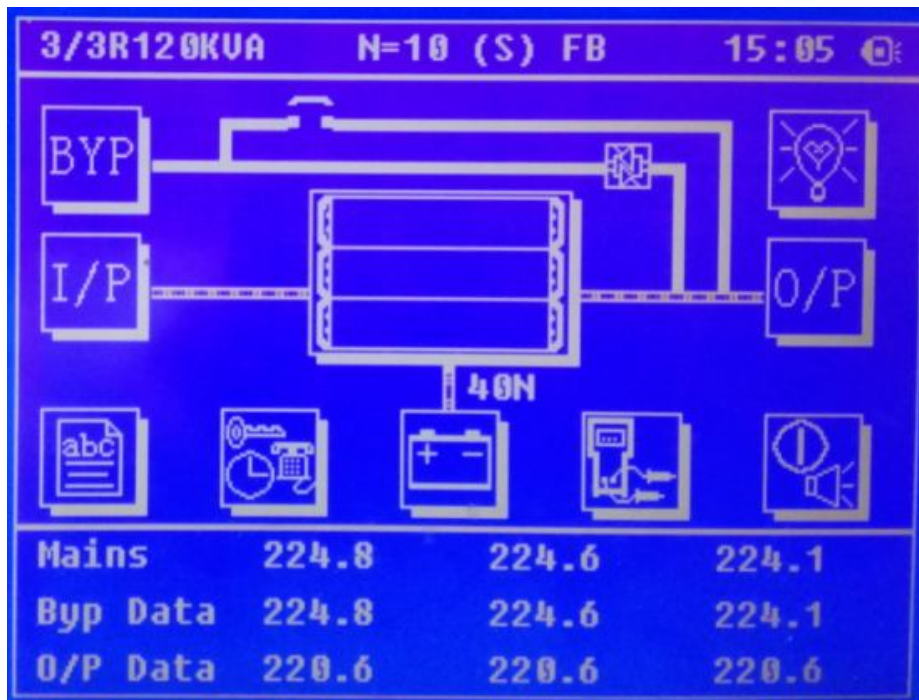 3/3R120KVA N=10 (S) FB 15:05
BYP
I/P
O/P
40N
abc
+ -
Mains 224.8 224.6 224.1
Byp Data 224.8 224.6 224.1
O/P Data 220.6 220.6 220.6